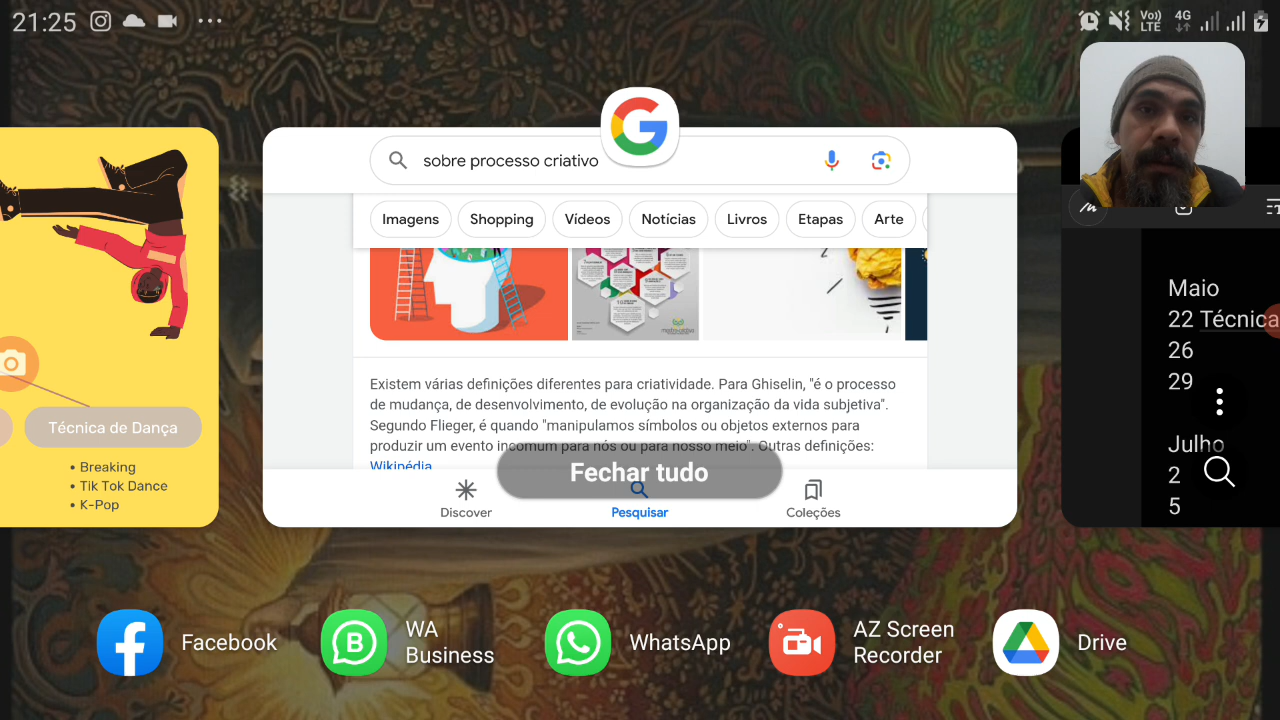 21:25
Vo))
LTE
4G
sobre processo criativo
Imagens
Shopping
Vídeos
Notícias
Livros
Etapas
Arte
Existem várias definições diferentes para criatividade. Para Ghiselin, "é o processo
de mudança, de desenvolvimento, de evolução na organização da vida subjetiva".
Segundo Flieger, é quando "manipulamos símbolos ou objetos externos para
produzir um evento incomum para nós ou para nosso meio". Outras definições:
Wikipédia
Fechar tudo
Discover
Pesquisar
Coleções
Técnica de Dança
• Breaking
• Tik Tok Dance
• K-Pop
Maio
22 Técnica
26
29
Julho
2
5
Facebook
WA
Business
WhatsApp
AZ Screen
Recorder
Drive